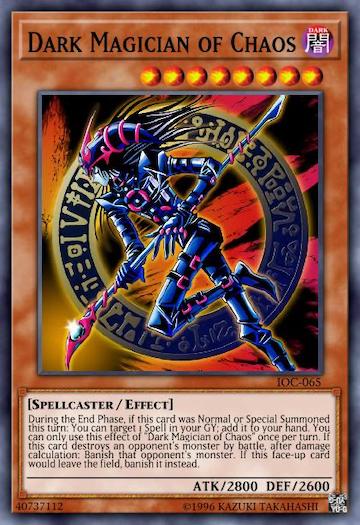 Dark Magician of Chaos
DARK
闇
IOC-065
[Spellcaster / Effect]
During the End Phase, if this card was Normal or Special Summoned
this turn: You can target 1 Spell in your GY; add it to your hand. You
can only use this effect of "Dark Magician of Chaos" once per turn. If
this card destroys an opponent's monster by battle, after damage
calculation: Banish that opponent's monster. If this face-up card
would leave the field, banish it instead.
ATK/2800 DEF/2600
40737112
©1996 KAZUKI TAKAHASHI